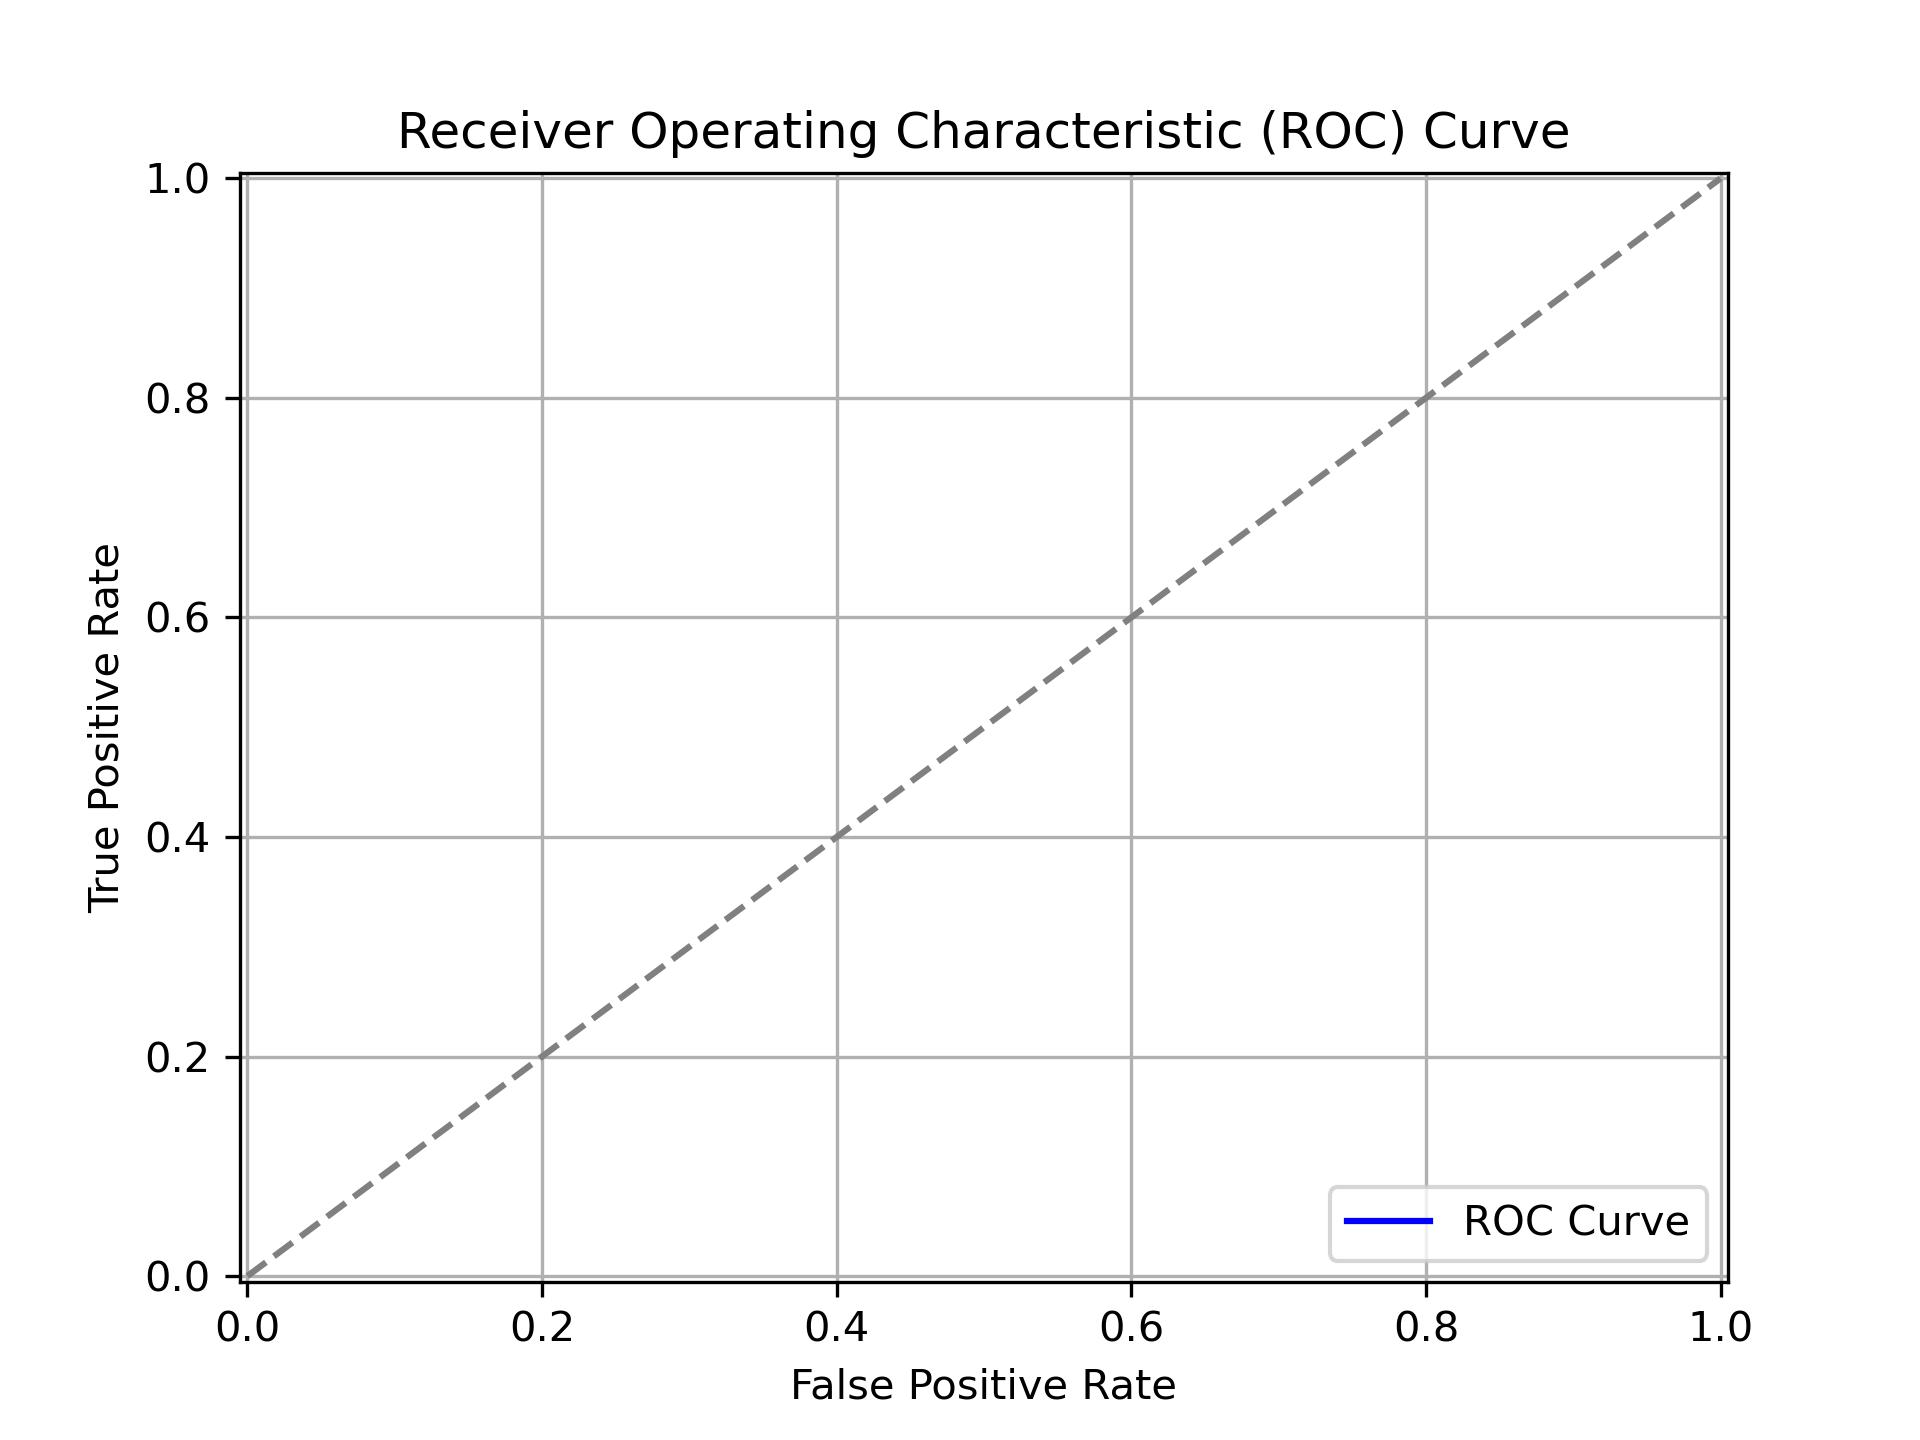 Receiver Operating Characteristic (ROC) Curve
1.0
0.8
0.6
0.4
0.2
0.0
True Positive Rate
ROC Curve
0.0 0.2 0.4 0.6 0.8 1.0
False Positive Rate